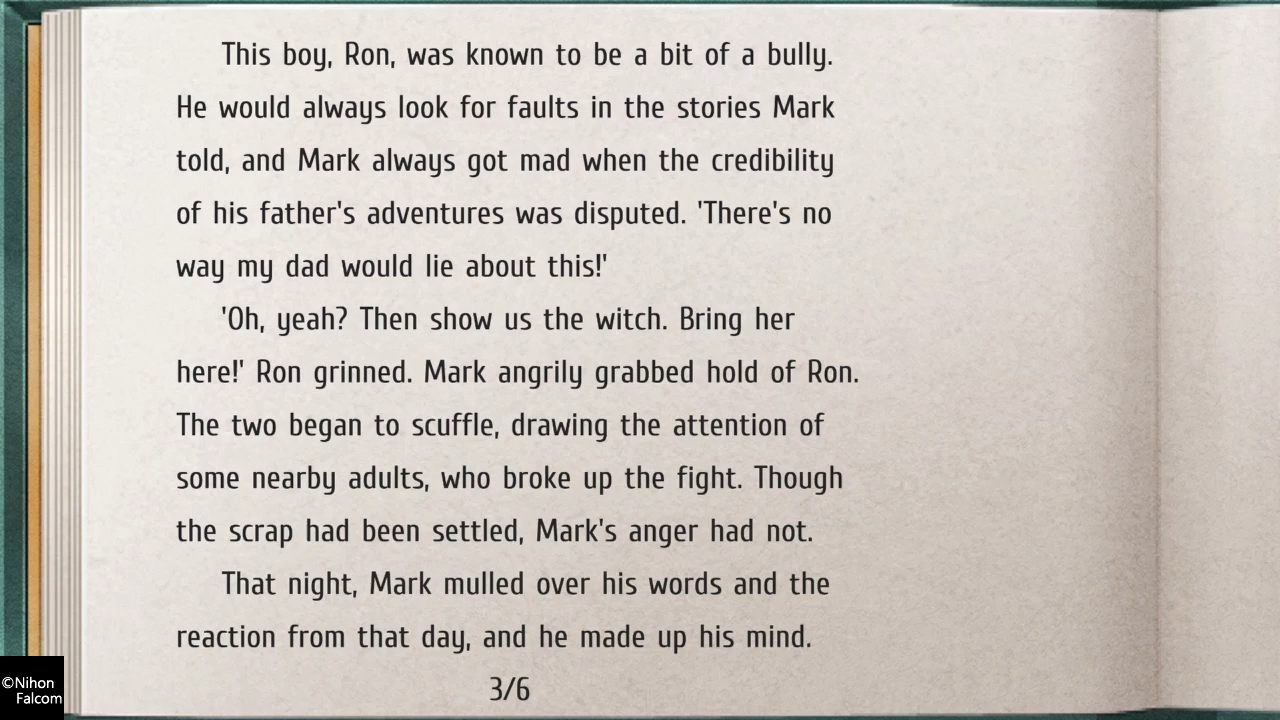 This boy, Ron, was known to be a bit of a bully.
He would always look for faults in the stories Mark
told, and Mark always got mad when the credibility
of his father's adventures was disputed. 'There's no
way my dad would lie about this!'
'Oh, yeah? Then show us the witch. Bring her
here!' Ron grinned. Mark angrily grabbed hold of Ron.
The two began to scuffle, drawing the attention of
some nearby adults, who broke up the fight. Though
the scrap had been settled, Mark's anger had not.
That night, Mark mulled over his words and the
reaction from that day, and he made up his mind.
3/6
©Nihon
Falcom